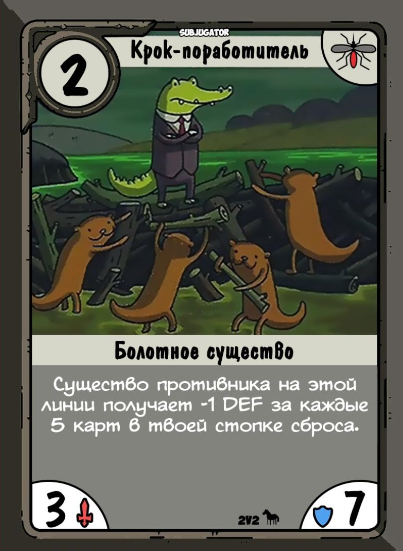 SUBJUGATOR
2
Крок-поработитель
Болотное существо
Существо противника на этой
линии получает -1 DEF за каждые
5 карт в твоей стопке сброса.
3
2V2
7